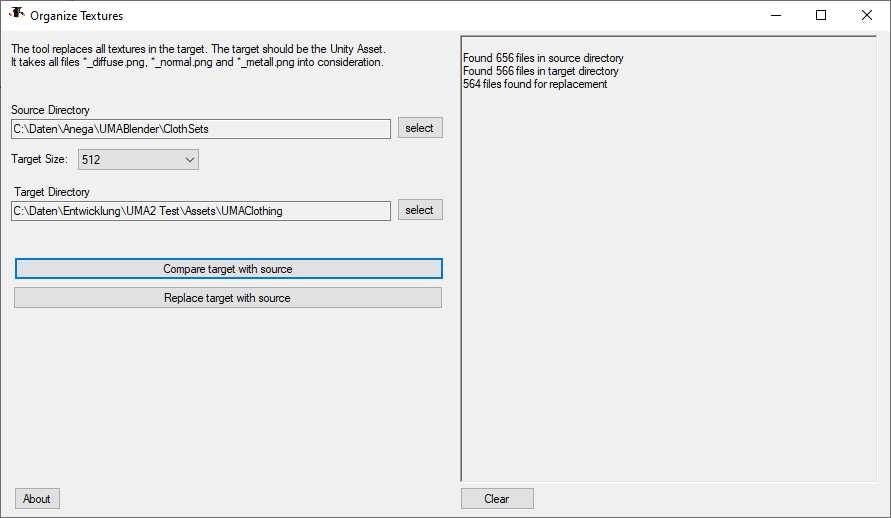 Organize Textures
The tool replaces all textures in the target. The target should be the Unity Asset.
It takes all files *_diffuse.png, *_normal.png and *_metall.png into consideration.
Source Directory
C:\Daten\Anega\UMABlender\ClothSets
select
Target Size:
512
Target Directory
C:\Daten\Entwicklung\UMA2 Test\Assets\UMAClothing
select
Compare target with source
Replace target with source
About
Found 656 files in source directory
Found 566 files in target directory
564 files found for replacement
Clear